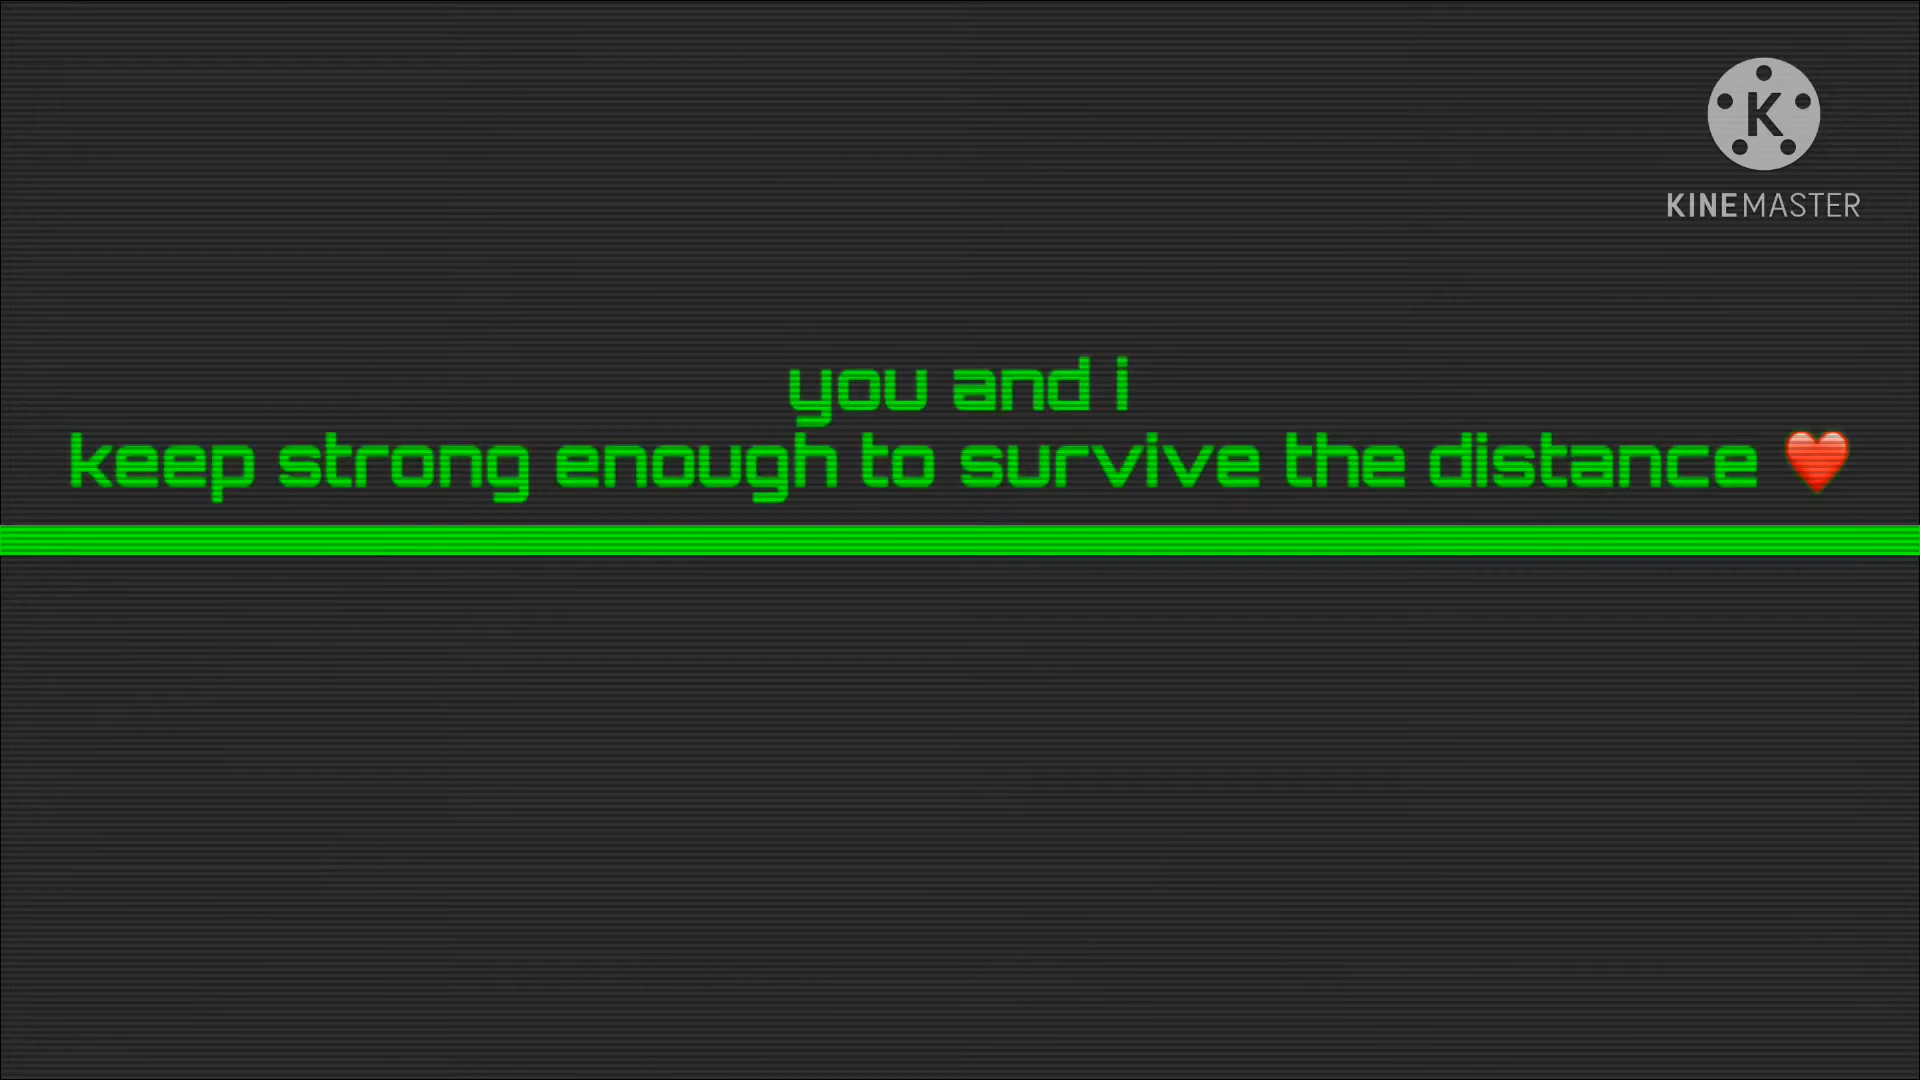 K
KINEMASTER
you and i
keep strong enough to survive the distance ❤️